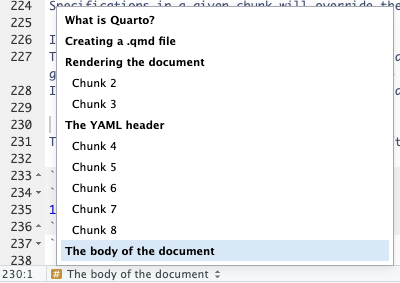 224
Specifications in a given chunk will override the
225
What is Quarto?
226
I
Creating a .qmd file
227
T
Rendering the document
g
Chunk 2
228
I
Chunk 3
229
230
The YAML header
231
T
Chunk 4
232
Chunk 5
233
`
Chunk 6
234
`
235
1
Chunk 7
236
`
Chunk 8
237
`
The body of the document
238
230:1
# The body of the document